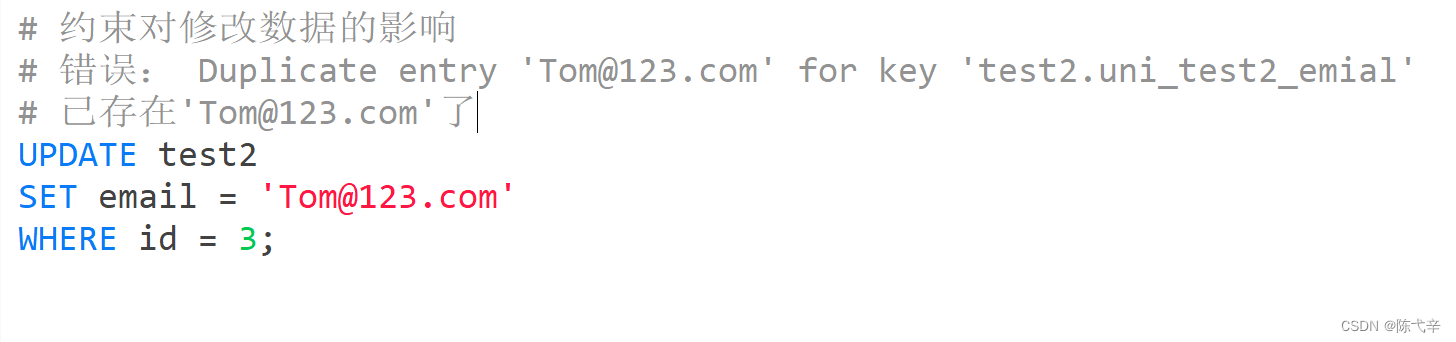 # 约束对修改数据的影响
# 错误： Duplicate entry 'Tom@123.com' for key 'test2.uni_test2_emial'
# 已存在'Tom@123.com'了
UPDATE test2
SET email = 'Tom@123.com'
WHERE id = 3;
CSDN @陈弋辛